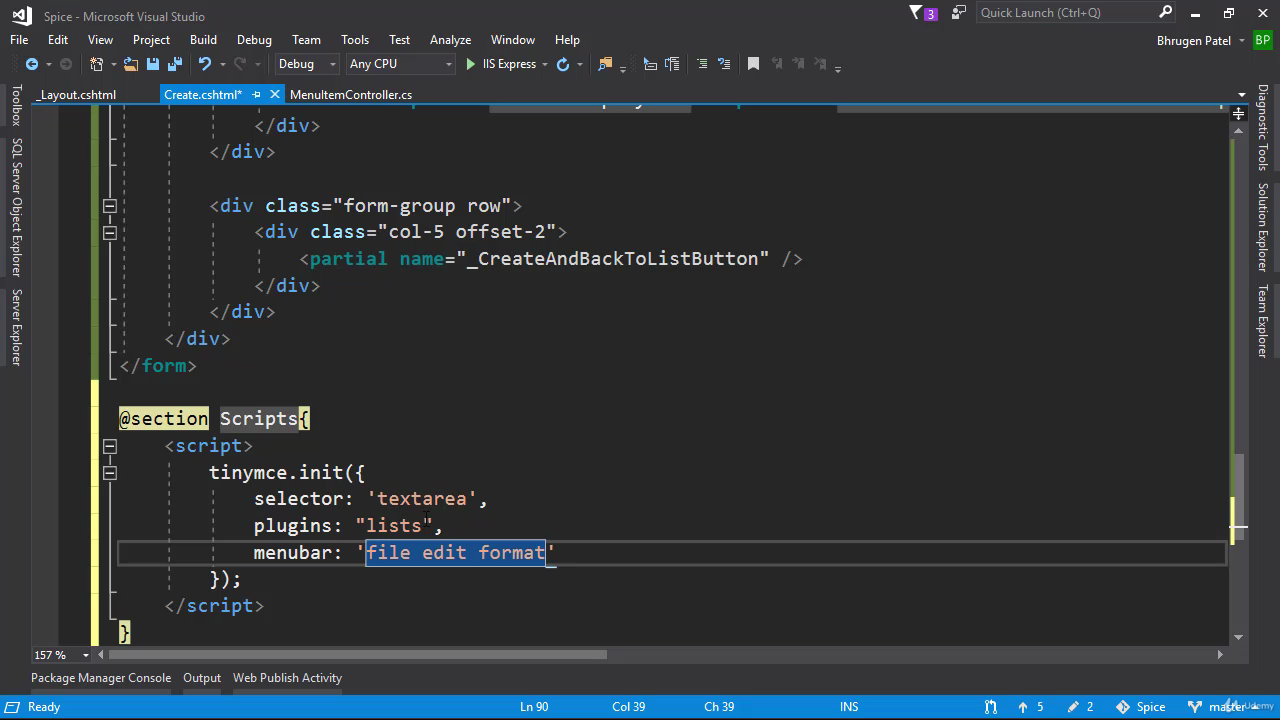 Spice - Microsoft Visual Studio
3
Quick Launch (Ctrl+Q)
File Edit View Project Build Debug Team Tools Test Analyze Window Help
Bhrugen Patel BP
Debug Any CPU IIS Express
_Layout.cshtml Create.cshtml* MenuItemController.cs
Toolbox
SQL Server Object Explorer
Server Explorer
</div>
</div>
<div class="form-group row">
<div class="col-5 offset-2">
<partial name="_CreateAndBackToListButton" />
</div>
</div>
</div>
</form>
@section Scripts{
<script>
tinymce.init({
selector: 'textarea',
plugins: "lists",
menubar: 'file edit format'
});
</script>
}
Diagnostic Tools
Solution Explorer
Team Explorer
157 %
Package Manager Console Output Web Publish Activity
Ready Ln 90 Col 39 Ch 39 INS 5 2 Spice master
Udemy